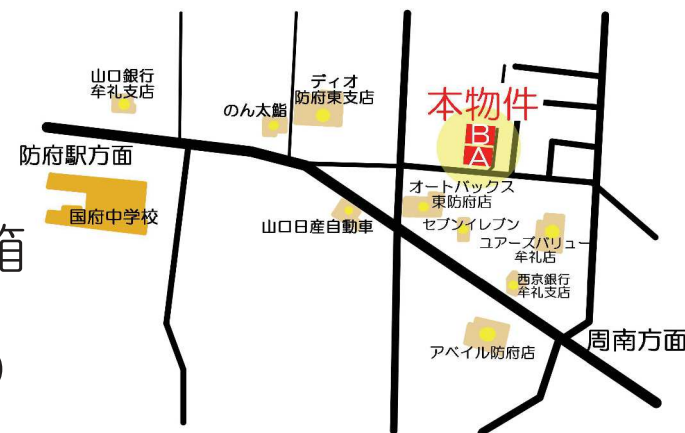 山口銀行
牟礼支店
のん太鮨
ディオ
防府東支店
本物件
B
A
防府駅方面
国府中学校
箱
山口日産自動車
オートバックス
東防府店
セブンイレブン
ユアーズバリュー
牟礼店
西京銀行
牟礼支店
アベイル防府店
周南方面
)